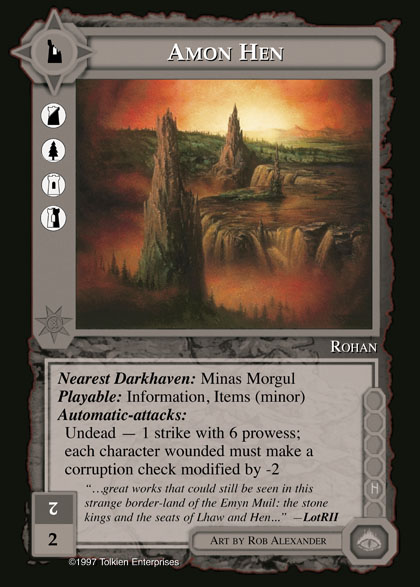 AMON HEN
ROHAN
Nearest Darkhaven: Minas Morgul
Playable: Information, Items (minor)
Automatic-attacks:
Undead — 1 strike with 6 prowess;
each character wounded must make a
corruption check modified by -2
“…great works that could still be seen in this
strange border-land of the Emyn Muil: the stone
kings and the seats of Lhaw and Hen…” —LotRII
H
2
2
ART BY ROB ALEXANDER
©1997 Tolkien Enterprises